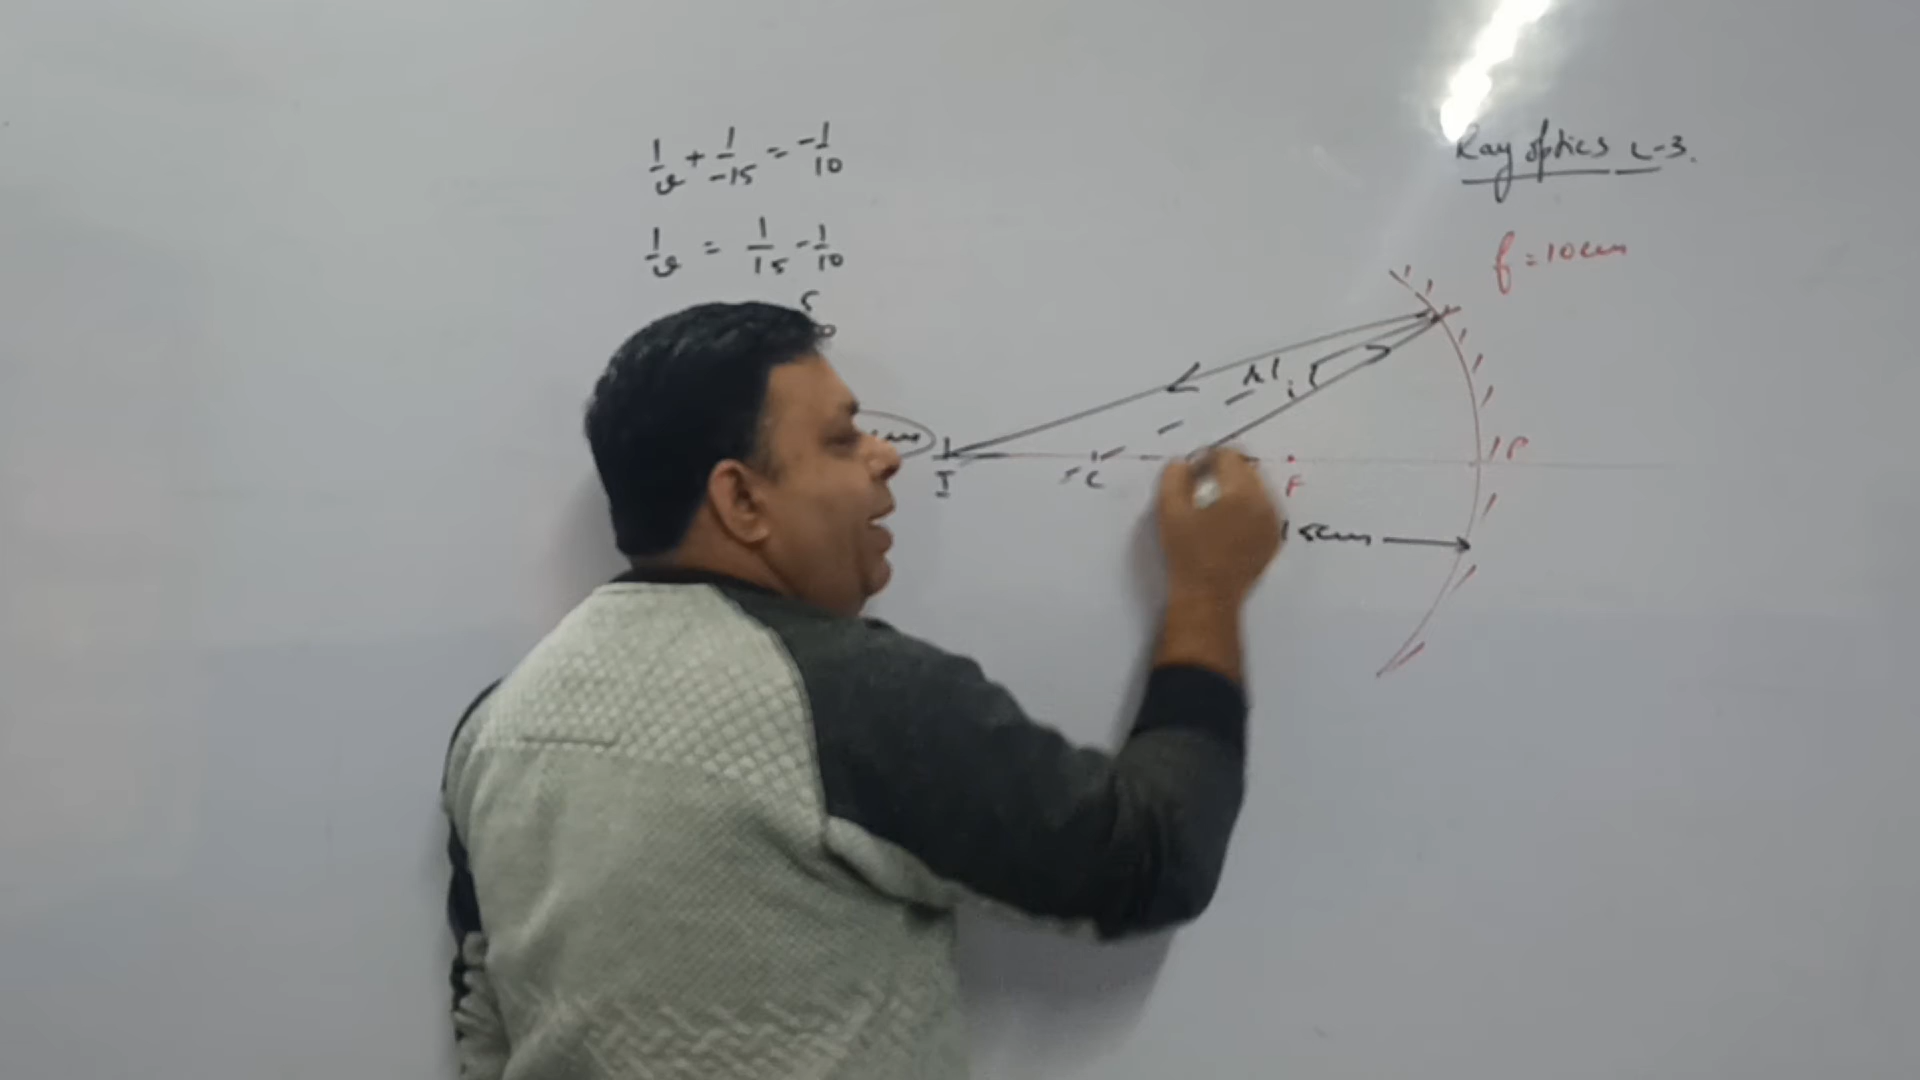 Ray optics L-3.
1/v + 1/-15 = -1/10
1/v = 1/15 - 1/10
f = 10cm
r i
P
I C F
15cm